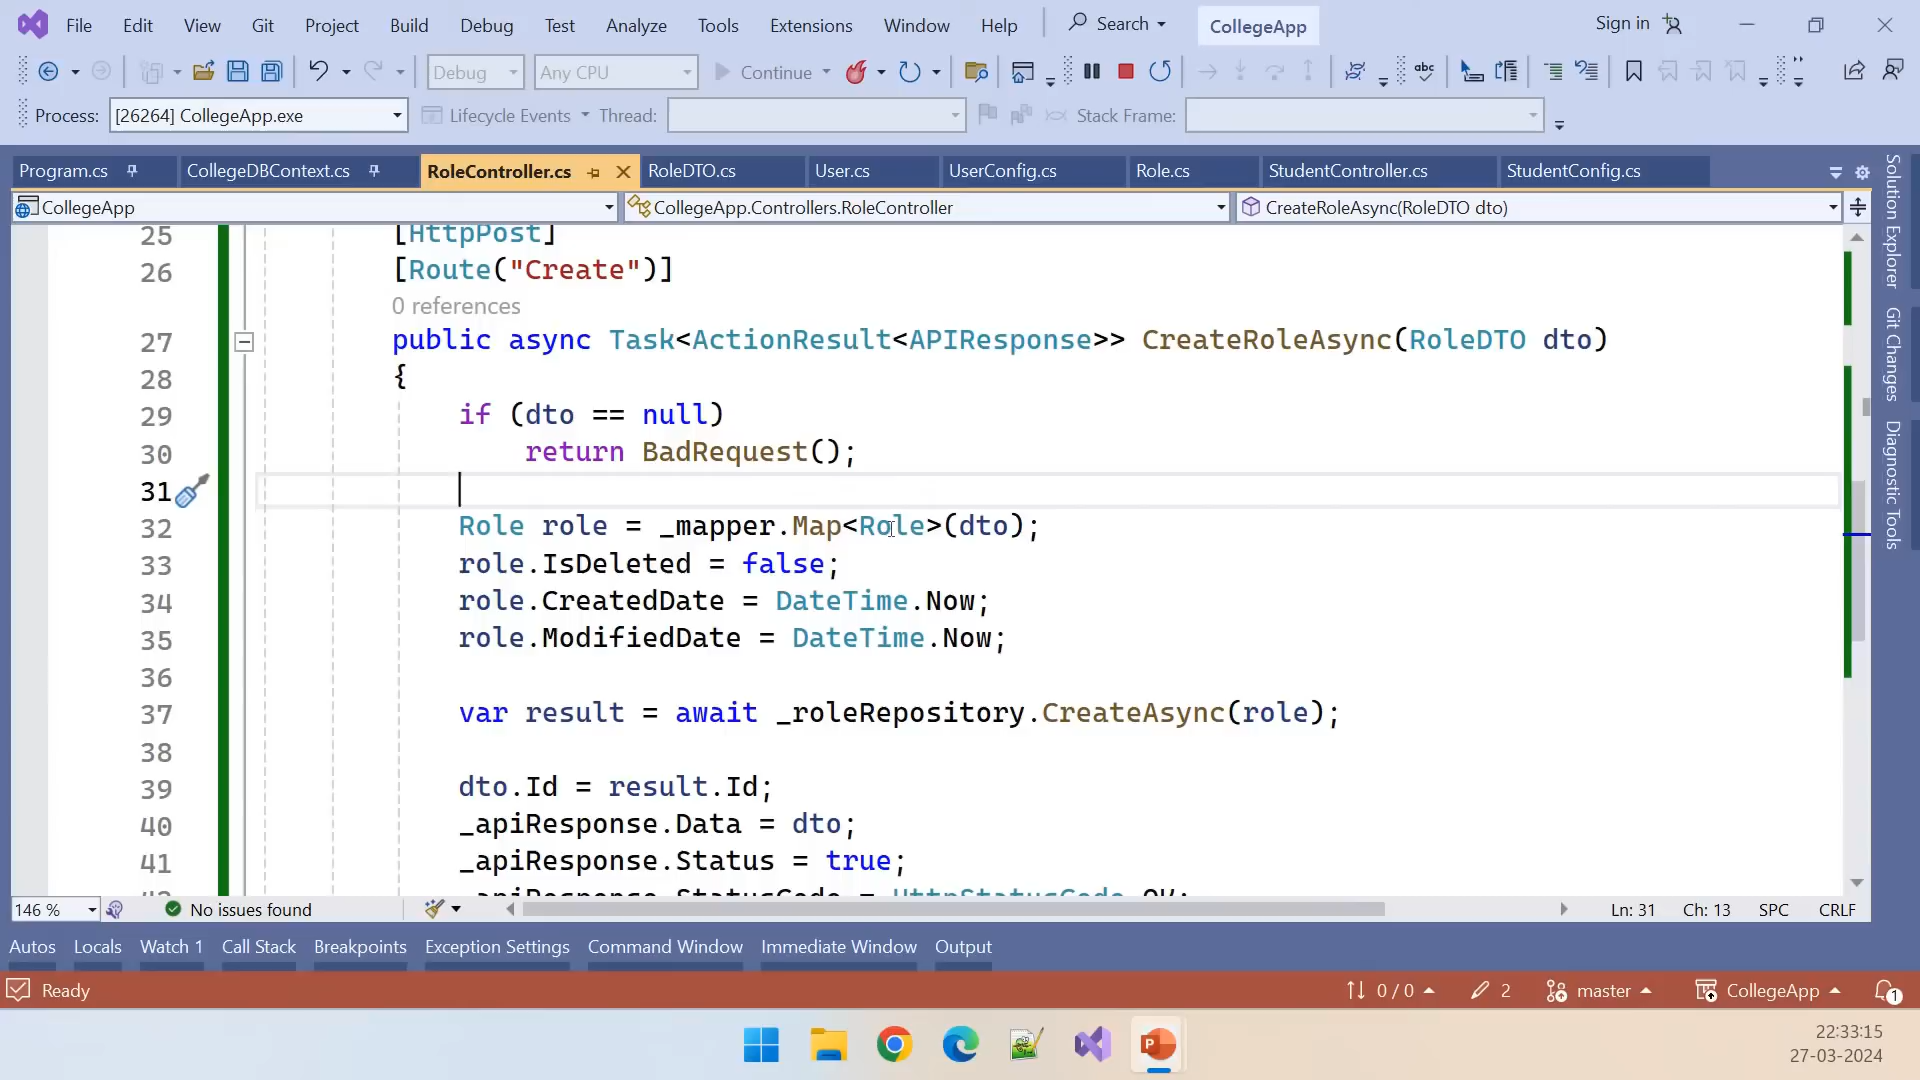 File Edit View Git Project Build Debug Test Analyze Tools Extensions Window Help Search CollegeApp Sign in
Debug Any CPU Continue
Process: [26264] CollegeApp.exe Lifecycle Events Thread: Stack Frame:
Program.cs CollegeDBContext.cs RoleController.cs RoleDTO.cs User.cs UserConfig.cs Role.cs StudentController.cs StudentConfig.cs
CollegeApp CollegeApp.Controllers.RoleController CreateRoleAsync(RoleDTO dto)
25 [HttpPost]
26 [Route("Create")]
0 references
27 public async Task<ActionResult<APIResponse>> CreateRoleAsync(RoleDTO dto)
28 {
29 if (dto == null)
30 return BadRequest();
31
32 Role role = _mapper.Map<Role>(dto);
33 role.IsDeleted = false;
34 role.CreatedDate = DateTime.Now;
35 role.ModifiedDate = DateTime.Now;
36
37 var result = await _roleRepository.CreateAsync(role);
38
39 dto.Id = result.Id;
40 _apiResponse.Data = dto;
41 _apiResponse.Status = true;
42 _apiResponse.StatusCode = HttpStatusCode.OK;
Solution Explorer
Git Changes
Diagnostic Tools
146 % No issues found Ln: 31 Ch: 13 SPC CRLF
Autos Locals Watch 1 Call Stack Breakpoints Exception Settings Command Window Immediate Window Output
Ready 0 / 0 2 master CollegeApp 1
22:33:15
27-03-2024